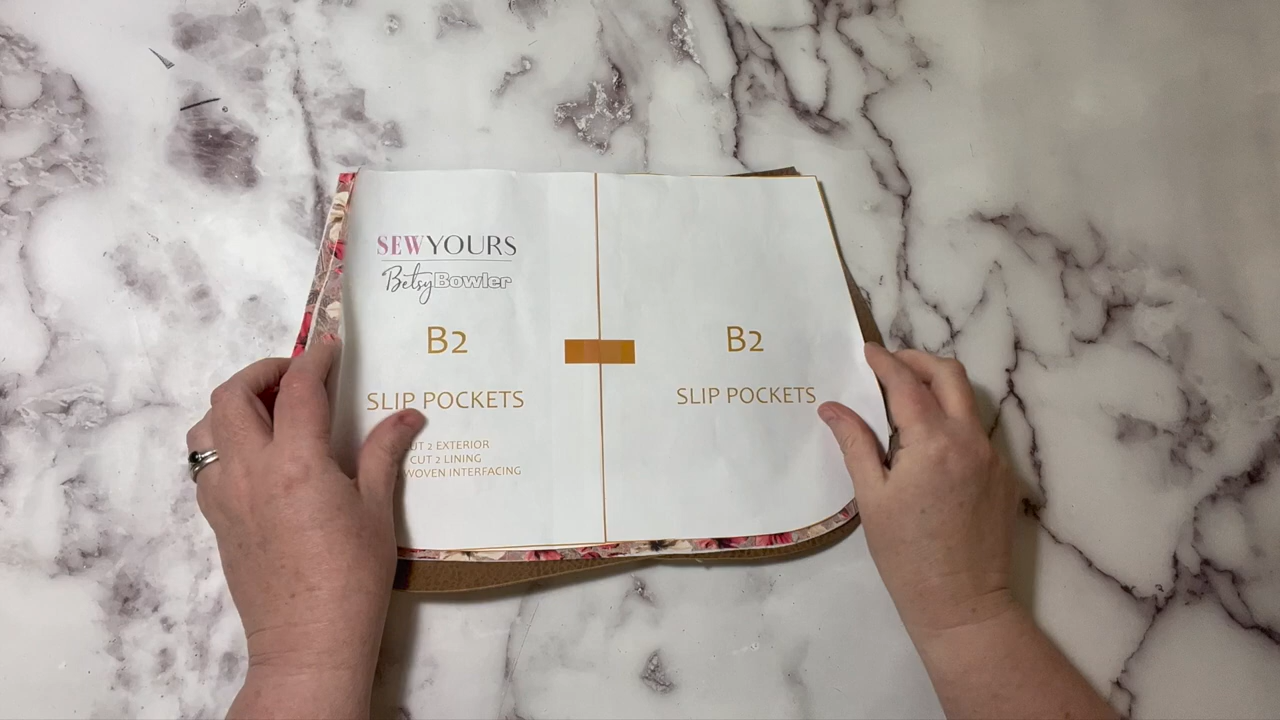 SEWYOURS
BetsyBowler
B2
SLIP POCKETS
CUT 2 EXTERIOR
CUT 2 LINING
WOVEN INTERFACING
B2
SLIP POCKETS